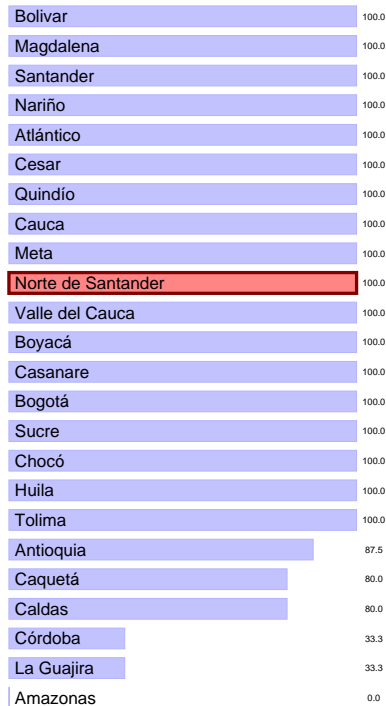 Bolivar 100.0
Magdalena 100.0
Santander 100.0
Nariño 100.0
Atlántico 100.0
Cesar 100.0
Quindío 100.0
Cauca 100.0
Meta 100.0
Norte de Santander 100.0
Valle del Cauca 100.0
Boyacá 100.0
Casanare 100.0
Bogotá 100.0
Sucre 100.0
Chocó 100.0
Huila 100.0
Tolima 100.0
Antioquia 87.5
Caquetá 80.0
Caldas 80.0
Córdoba 33.3
La Guajira 33.3
Amazonas 0.0